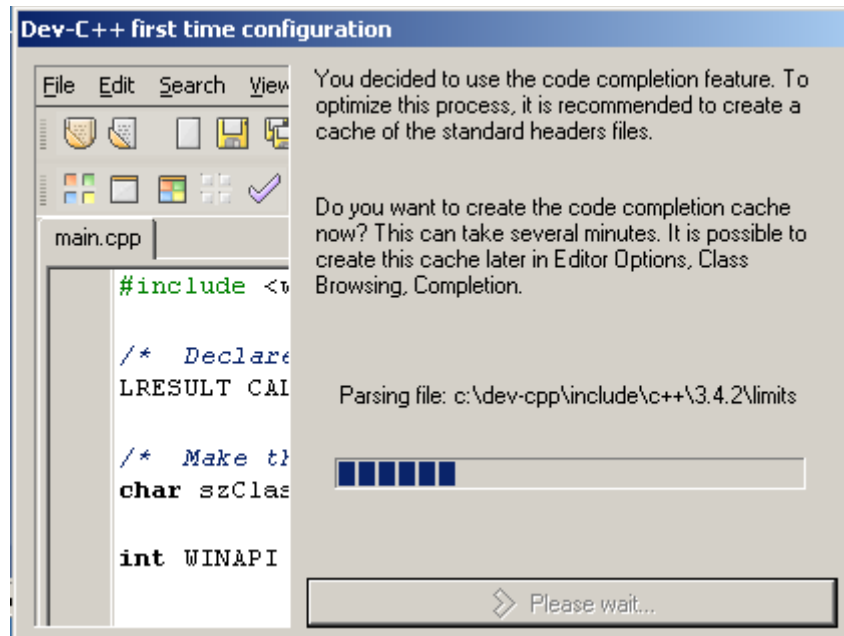 Dev-C++ first time configuration
File Edit Search View
main.cpp
#include <w
/* Declare
LRESULT CAL
/* Make th
char szClas
int WINAPI
You decided to use the code completion feature. To
optimize this process, it is recommended to create a
cache of the standard headers files.
Do you want to create the code completion cache
now? This can take several minutes. It is possible to
create this cache later in Editor Options, Class
Browsing, Completion.
Parsing file: c:\dev-cpp\include\c++\3.4.2\limits
Please wait...